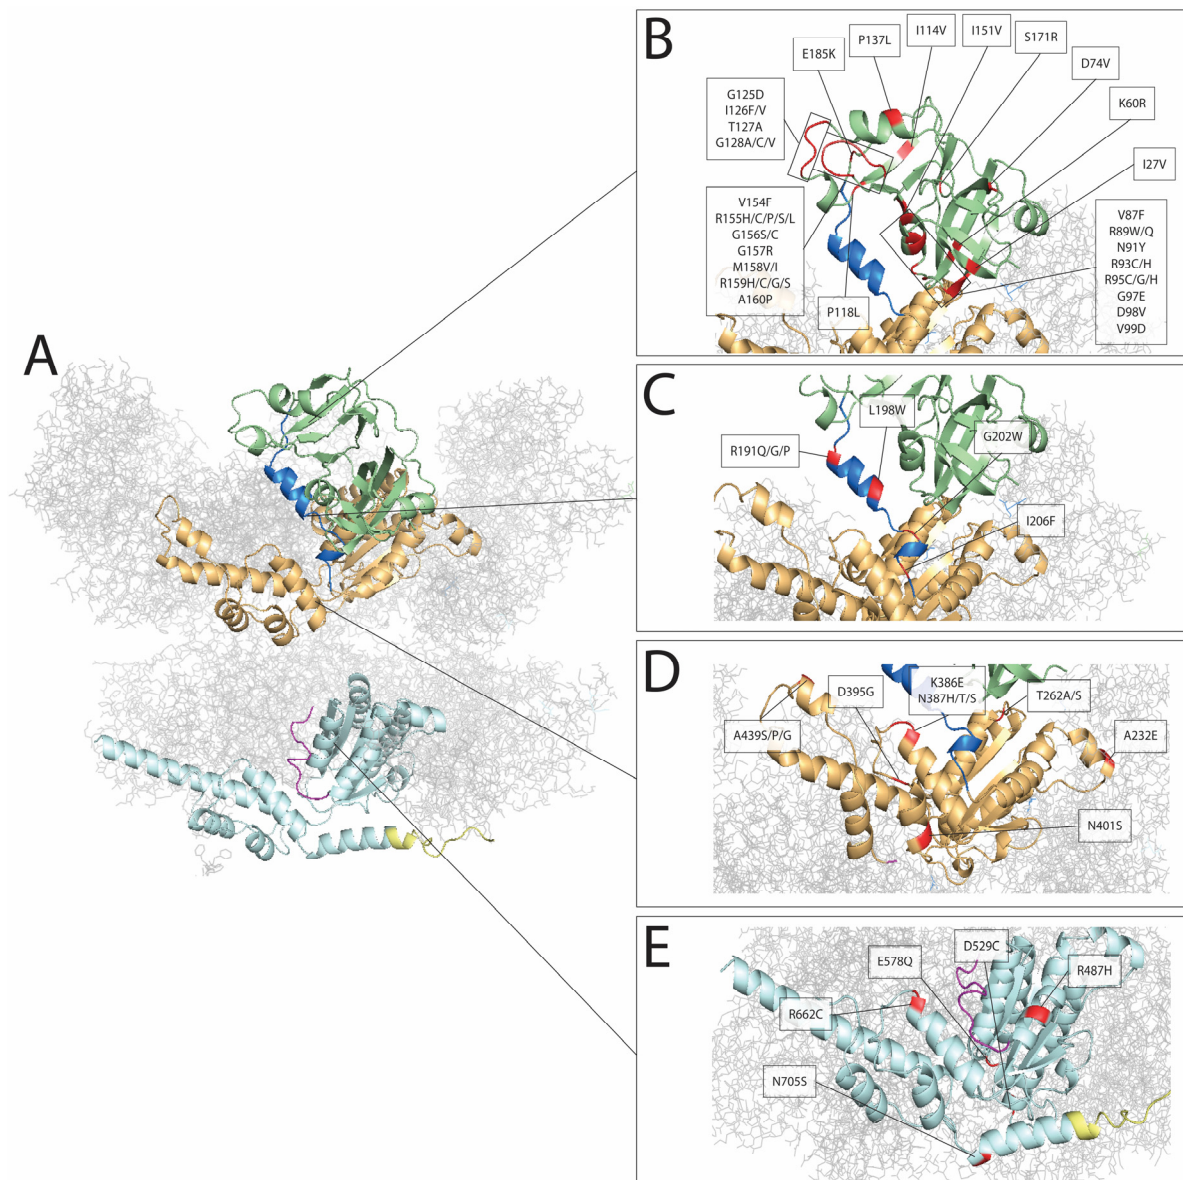 A
B
E185K
P137L
I114V
I151V
S171R
D74V
K60R
I27V
G125D
I126F/V
T127A
G128A/C/V
V154F
R155H/C/P/S/L
G156S/C
G157R
M158V/I
R159H/C/G/S
A160P
P118L
V87F
R89W/Q
N91Y
R93C/H
R95C/G/H
G97E
D98V
V99D
C
R191Q/G/P
L198W
G202W
I206F
D
A439S/P/G
D395G
K386E
N387H/T/S
T262A/S
A232E
N401S
E
E578Q
D529C
R487H
R662C
N705S